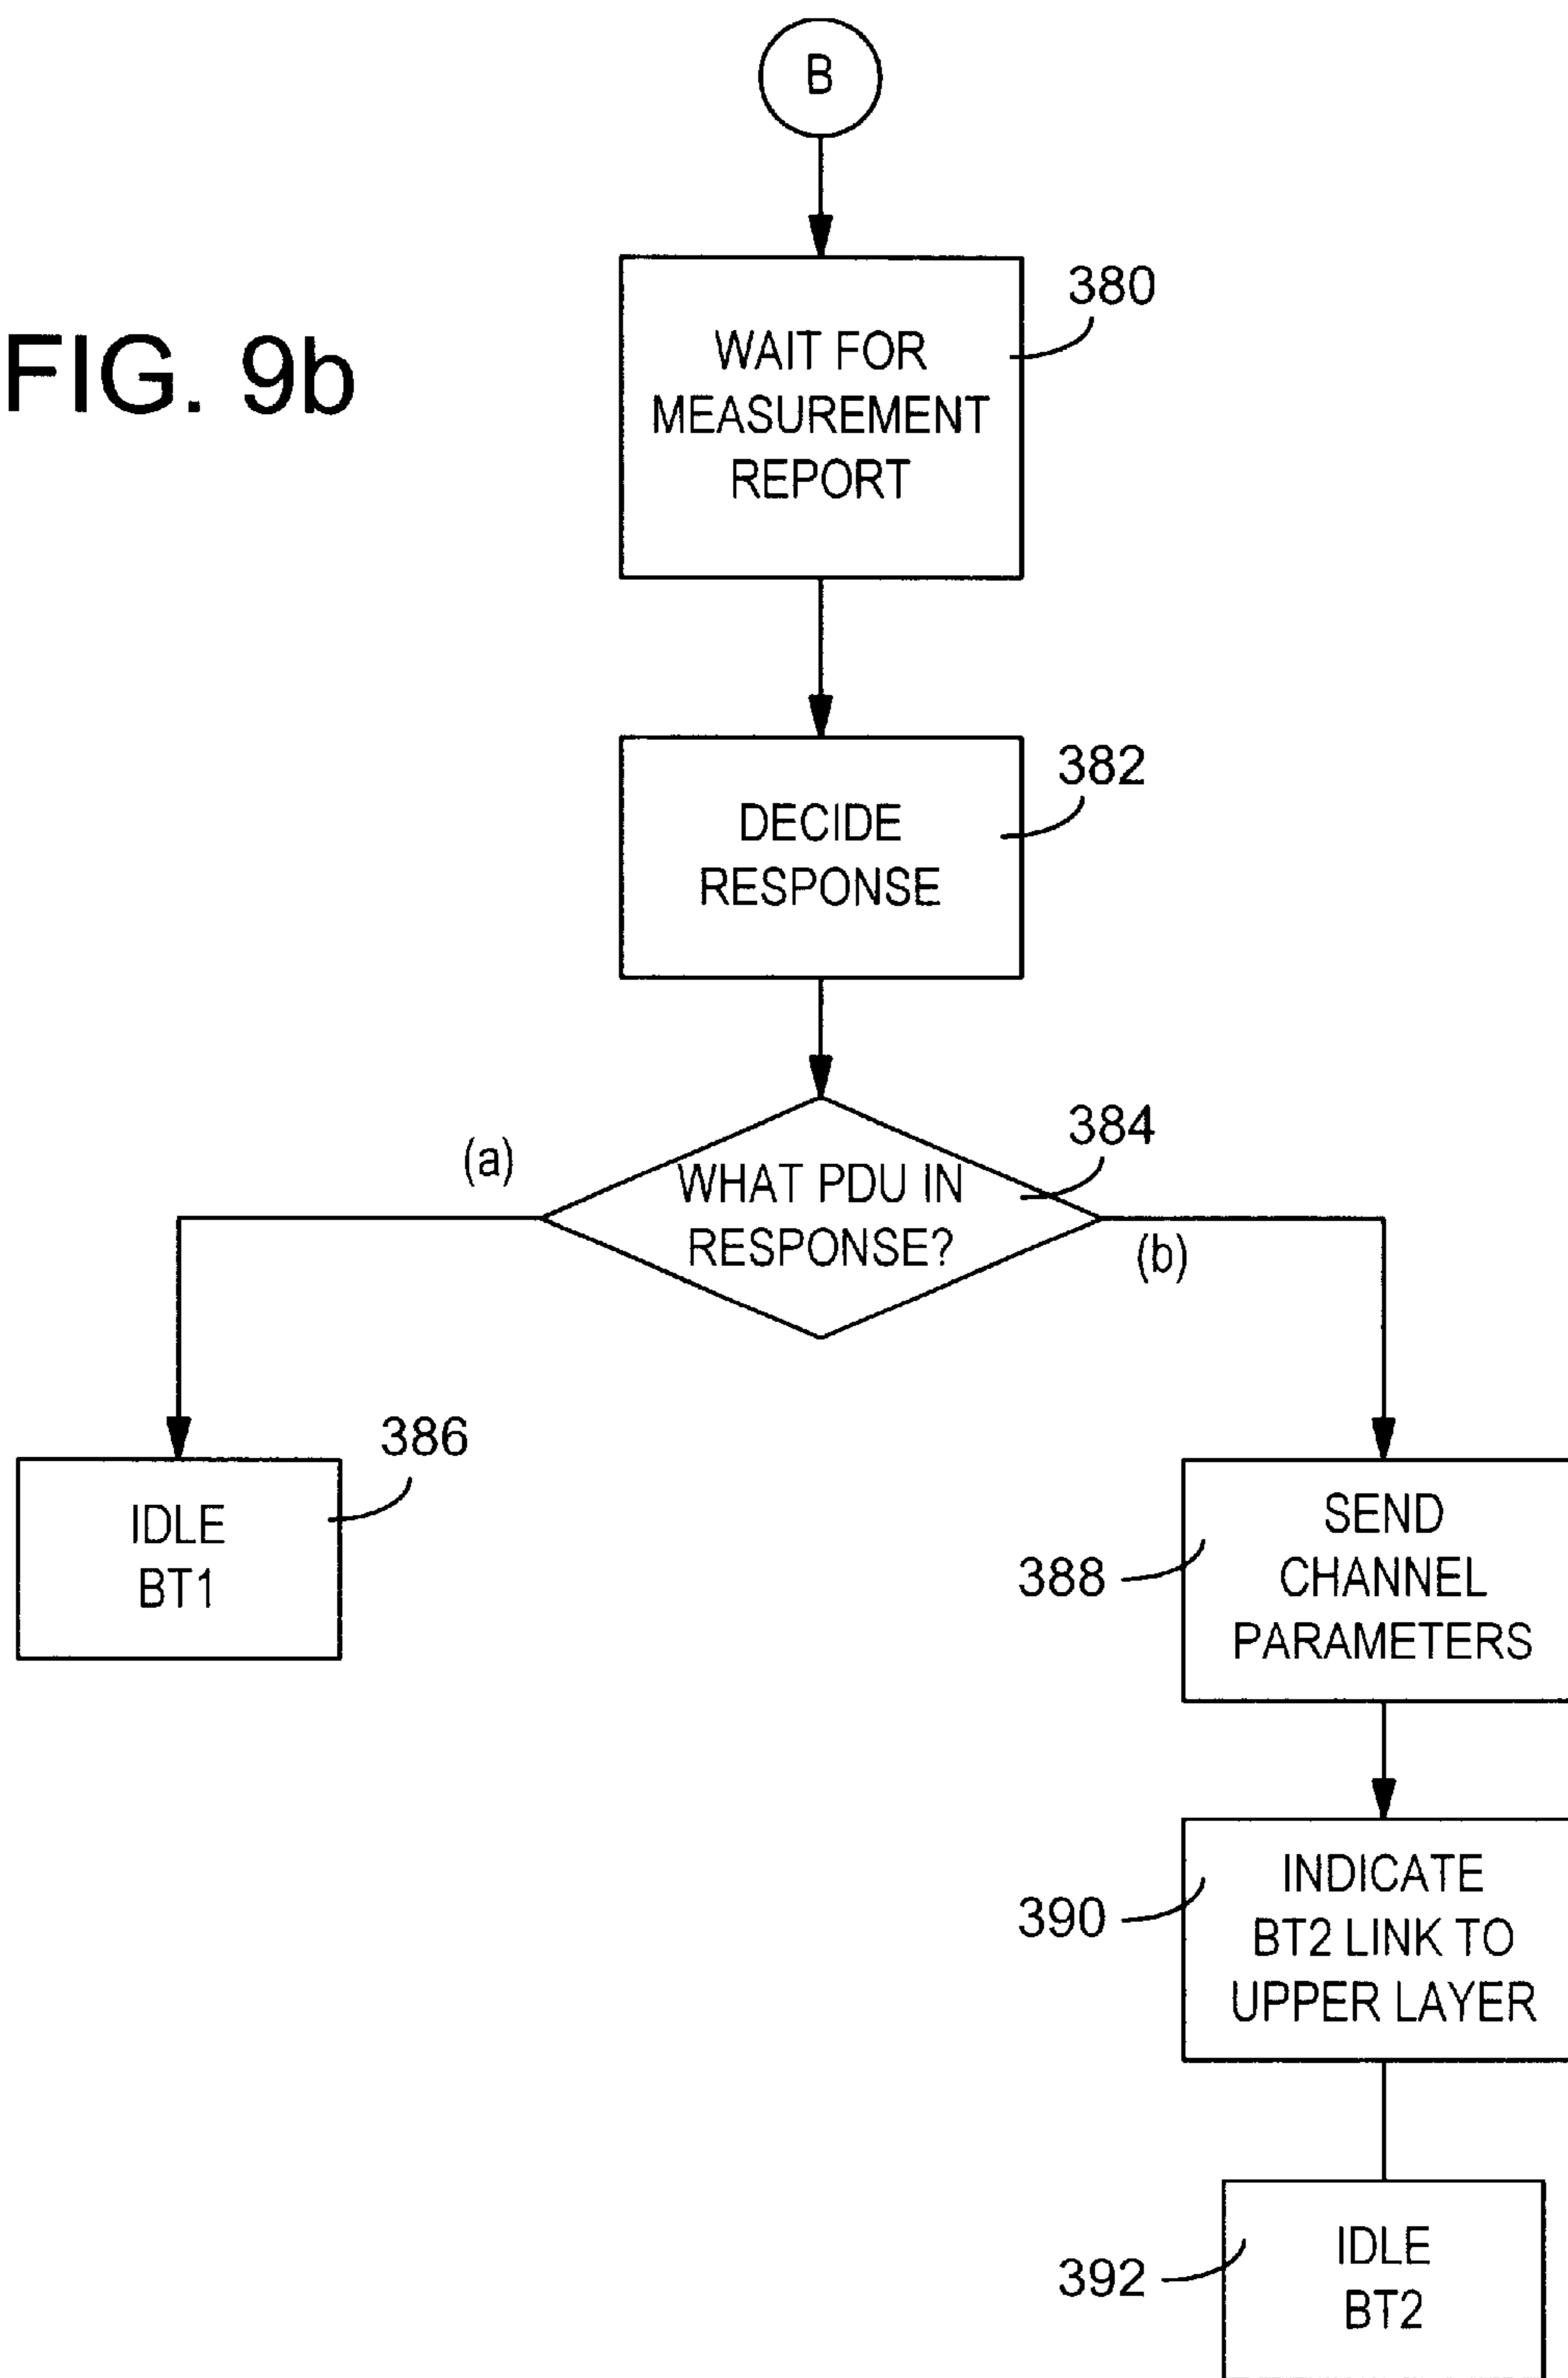 B
FIG. 9b
380
WAIT FOR
MEASUREMENT
REPORT
382
DECIDE
RESPONSE
384
(a)
WHAT PDU IN
RESPONSE?
(b)
386
IDLE
BT1
388
SEND
CHANNEL
PARAMETERS
390
INDICATE
BT2 LINK TO
UPPER LAYER
392
IDLE
BT2